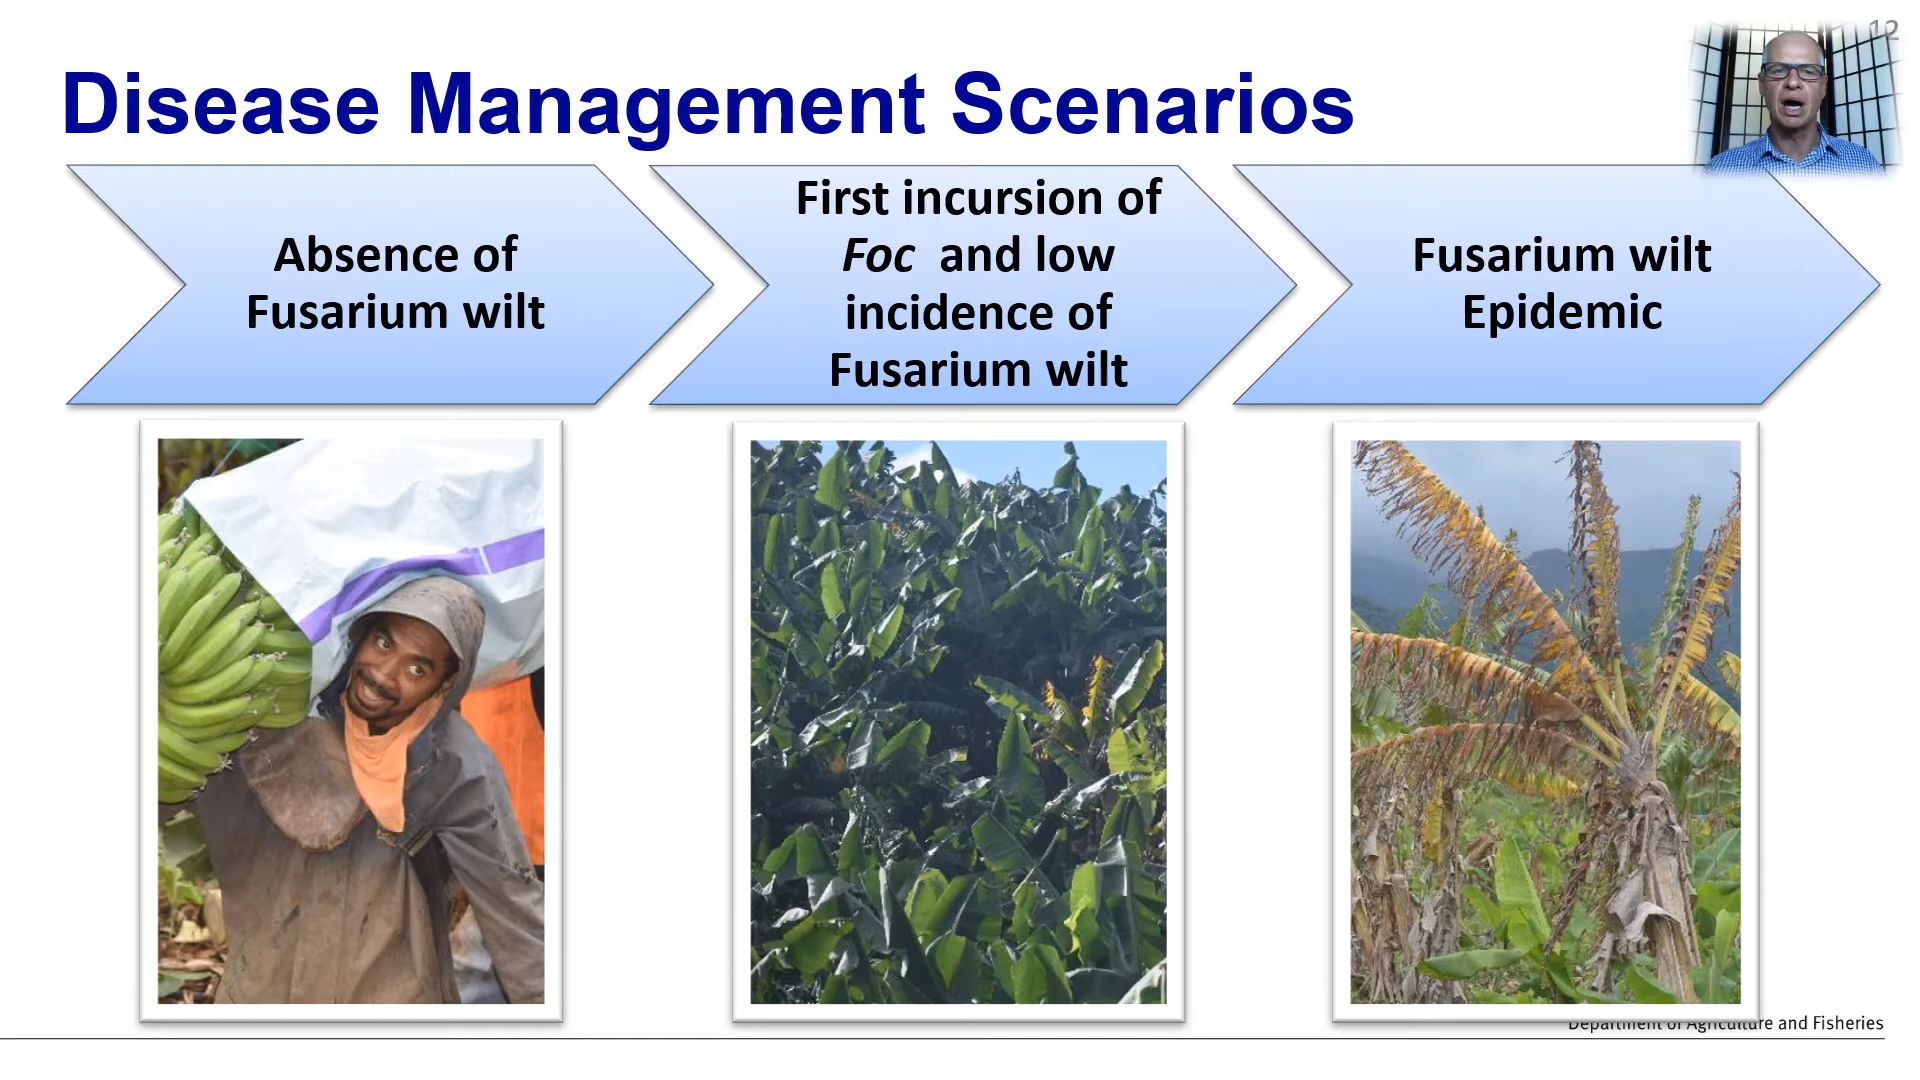 12
Disease Management Scenarios
Absence of
Fusarium wilt
First incursion of
Foc and low
incidence of
Fusarium wilt
Fusarium wilt
Epidemic
Department of Agriculture and Fisheries